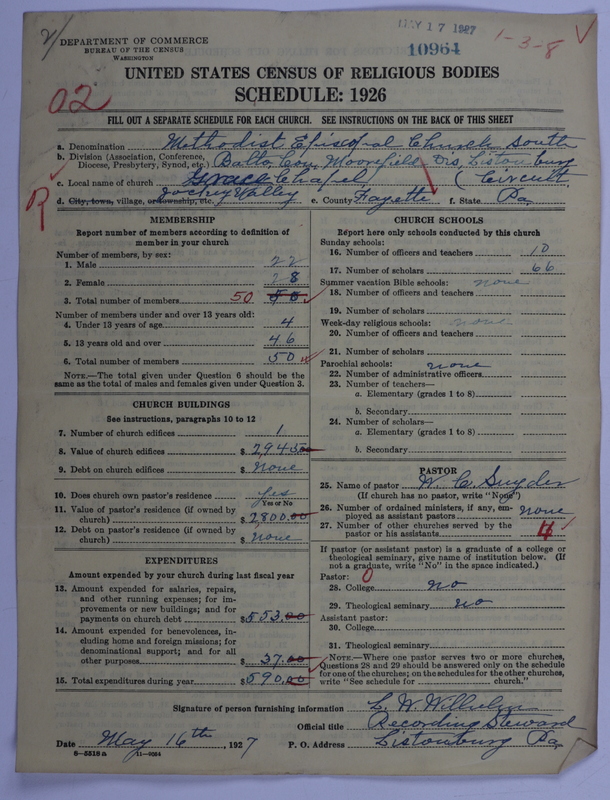 MAY 17 1927
2/ DEPARTMENT OF COMMERCE
BUREAU OF THE CENSUS
WASHINGTON
10964
1-3-8
UNITED STATES CENSUS OF RELIGIOUS BODIES
SCHEDULE: 1926
02
FILL OUT A SEPARATE SCHEDULE FOR EACH CHURCH. SEE INSTRUCTIONS ON THE BACK OF THIS SHEET
a. Denomination Methodist Episcopal Church South
b. Division (Association, Conference, Diocese, Presbytery, Synod, etc.) Balto. Con. Moorefield Dis, Listonburg
c. Local name of church Grace Chapel (Circuit
R
d. City, town, village, or township, etc. Jockey Valley e. County Fayette f. State Pa.
MEMBERSHIP
Report number of members according to definition of member in your church
Number of members, by sex:
1. Male 22
2. Female 28
3. Total number of members 50
Number of members under and over 13 years old:
4. Under 13 years of age 4
5. 13 years old and over 46
6. Total number of members 50
NOTE.—The total given under Question 6 should be the same as the total of males and females given under Question 3.
CHURCH BUILDINGS
See instructions, paragraphs 10 to 12
7. Number of church edifices 1
8. Value of church edifices $ 2945.00
9. Debt on church edifices $ None
10. Does church own pastor's residence Yes
Yes or No
11. Value of pastor's residence (if owned by church) $ 2,800.00
12. Debt on pastor's residence (if owned by church) $ none
EXPENDITURES
Amount expended by your church during last fiscal year
13. Amount expended for salaries, repairs, and other running expenses; for improvements or new buildings; and for payments on church debt $ 553.00
14. Amount expended for benevolences, including home and foreign missions; for denominational support; and for all other purposes $ 37.00
15. Total expenditures during year $ 590.00
CHURCH SCHOOLS
Report here only schools conducted by this church
Sunday schools:
16. Number of officers and teachers 10
17. Number of scholars 66
Summer vacation Bible schools: none
18. Number of officers and teachers
19. Number of scholars
Week-day religious schools: none
20. Number of officers and teachers
21. Number of scholars
Parochial schools: none
22. Number of administrative officers
23. Number of teachers—
a. Elementary (grades 1 to 8)
b. Secondary
24. Number of scholars—
a. Elementary (grades 1 to 8)
b. Secondary
PASTOR
25. Name of pastor W. C. Snyder
(If church has no pastor, write "None")
26. Number of ordained ministers, if any, employed as assistant pastors none
27. Number of other churches served by the pastor or his assistants 4
If pastor (or assistant pastor) is a graduate of a college or theological seminary, give name of institution below. (If not a graduate, write "No" in the space indicated.)
Pastor: 0
28. College no
29. Theological seminary no
Assistant pastor:
30. College
31. Theological seminary
NOTE.—Where one pastor serves two or more churches, Questions 28 and 29 should be answered only on the schedule for one of the churches; on the schedules for the other churches, write "See schedule for ........ church."
Signature of person furnishing information L. W. Wilhelm
Official title Recording Steward
Date May 16th, 1927 P. O. Address Listonburg Pa.
8—5518a 11—9084